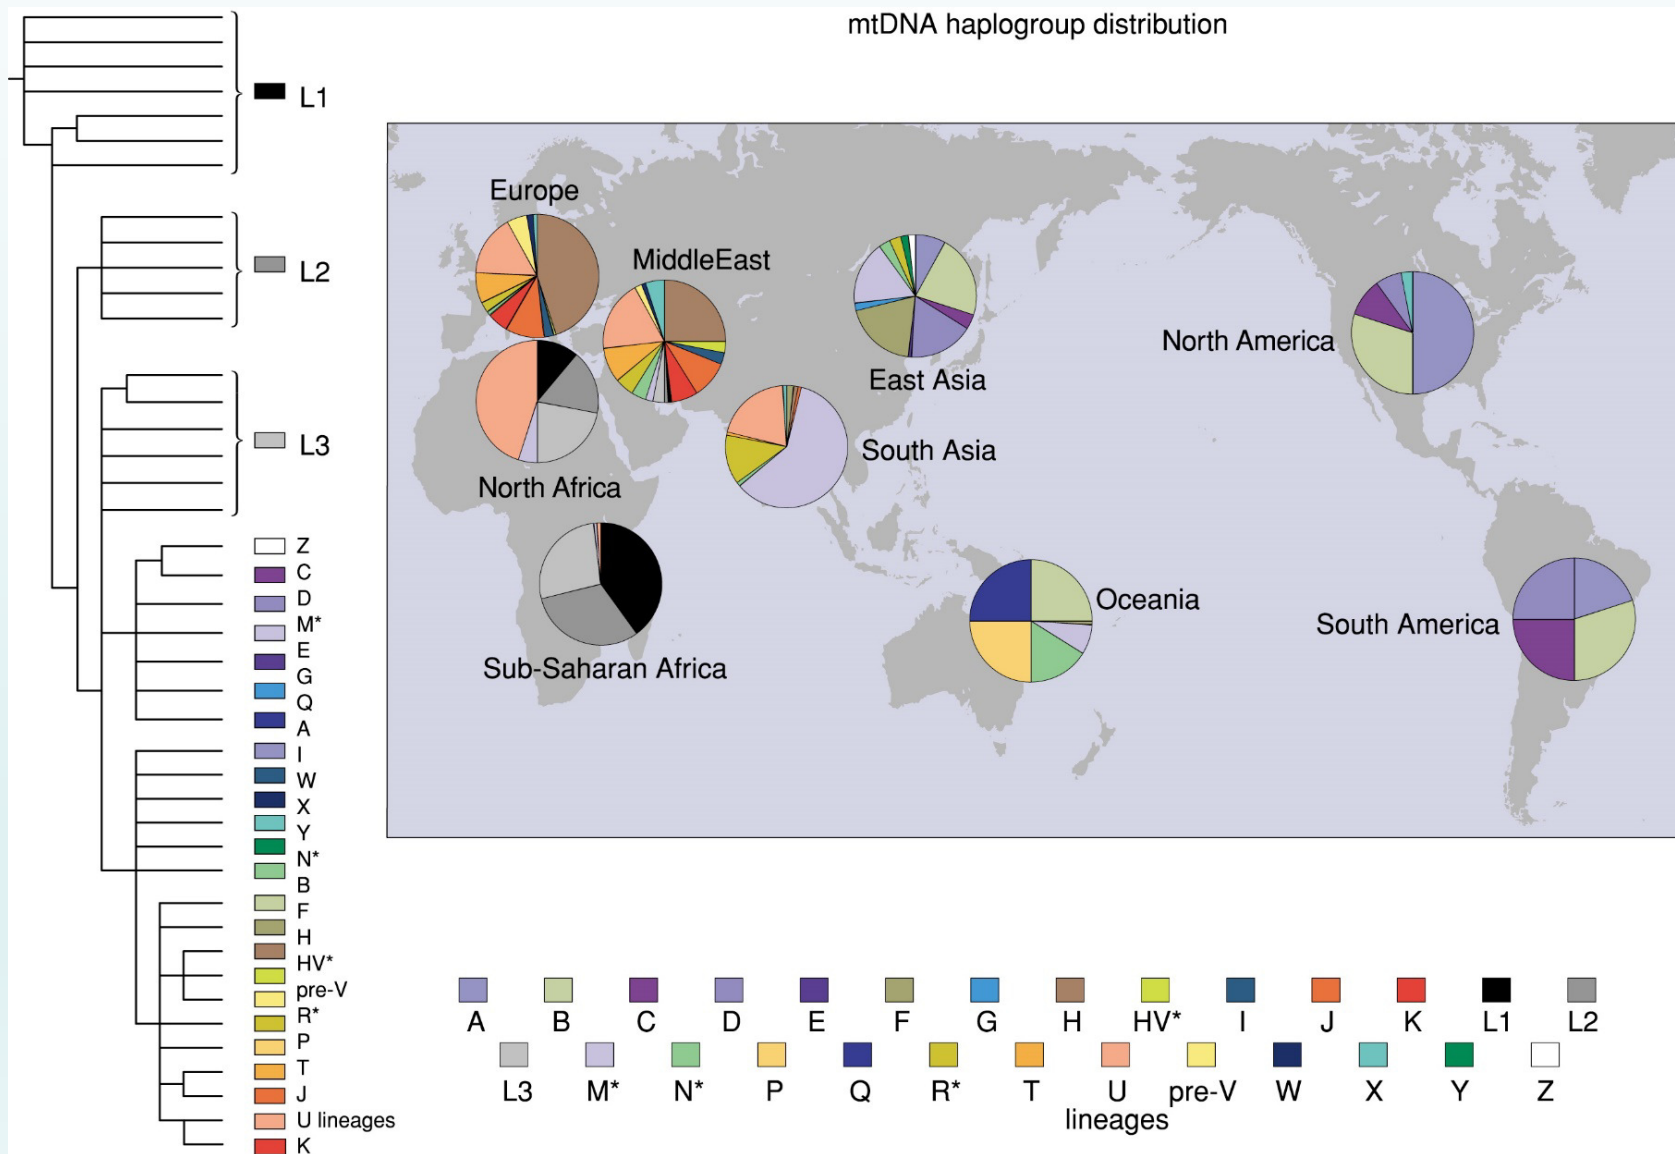 mtDNA haplogroup distribution
L1
L2
L3
Z
C
D
M*
E
G
Q
A
I
W
X
Y
N*
B
F
H
HV*
pre-V
R*
P
T
J
U lineages
K
Europe
MiddleEast
East Asia
North America
South Asia
North Africa
Oceania
South America
Sub-Saharan Africa
A B C D E F G H HV* I J K L1 L2
L3 M* N* P Q R* T U pre-V W X Y Z
lineages